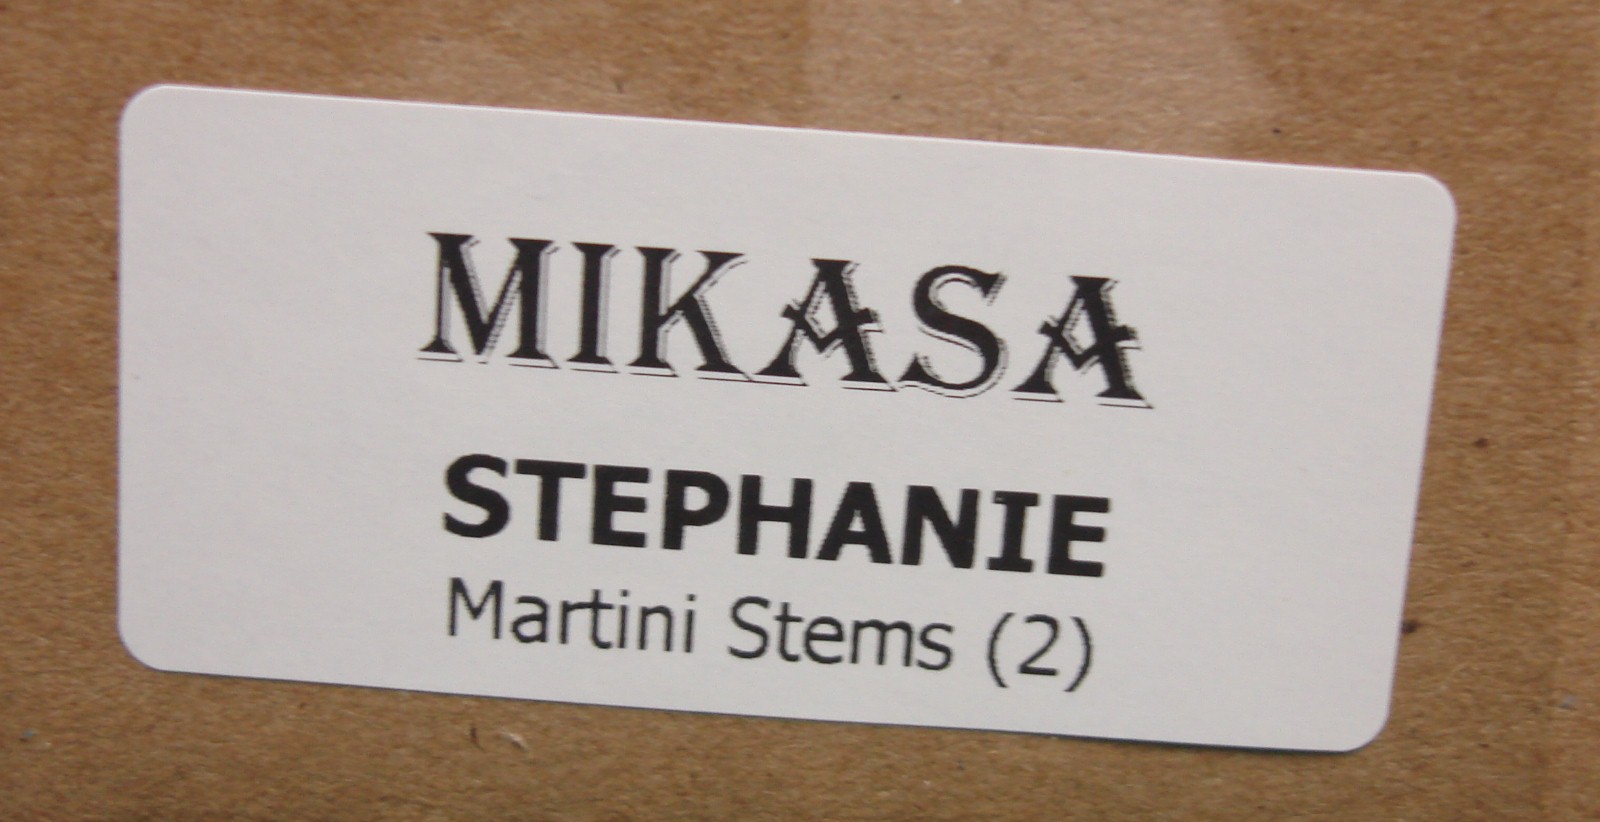 MIKASA
STEPHANIE
Martini Stems (2)